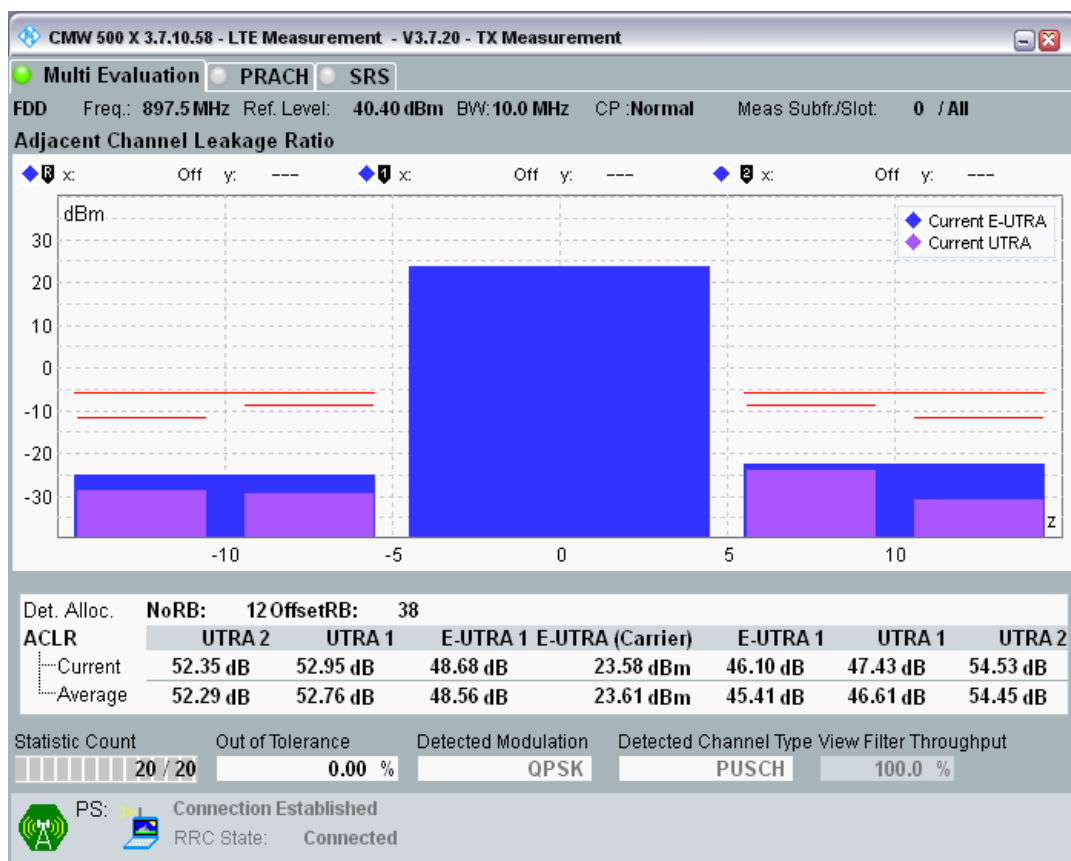 CMW 500 X 3.7.10.58 - LTE Measurement - V3.7.20 - TX Measurement
Multi Evaluation PRACH SRS
FDD Freq.: 897.5 MHz Ref. Level: 40.40 dBm BW: 10.0 MHz CP :Normal Meas Subfr./Slot: 0 / All
Adjacent Channel Leakage Ratio
R x: Off y: --- 1 x: Off y: --- 2 x: Off y: ---
dBm
Current E-UTRA
Current UTRA
30
20
10
0
-10
-20
-30
z
-10 -5 0 5 10
Det. Alloc. NoRB: 12 OffsetRB: 38
ACLR UTRA 2 UTRA 1 E-UTRA 1 E-UTRA (Carrier) E-UTRA 1 UTRA 1 UTRA 2
Current 52.35 dB 52.95 dB 48.68 dB 23.58 dBm 46.10 dB 47.43 dB 54.53 dB
Average 52.29 dB 52.76 dB 48.56 dB 23.61 dBm 45.41 dB 46.61 dB 54.45 dB
Statistic Count Out of Tolerance Detected Modulation Detected Channel Type View Filter Throughput
20 / 20 0.00 % QPSK PUSCH 100.0 %
PS: Connection Established
RRC State: Connected